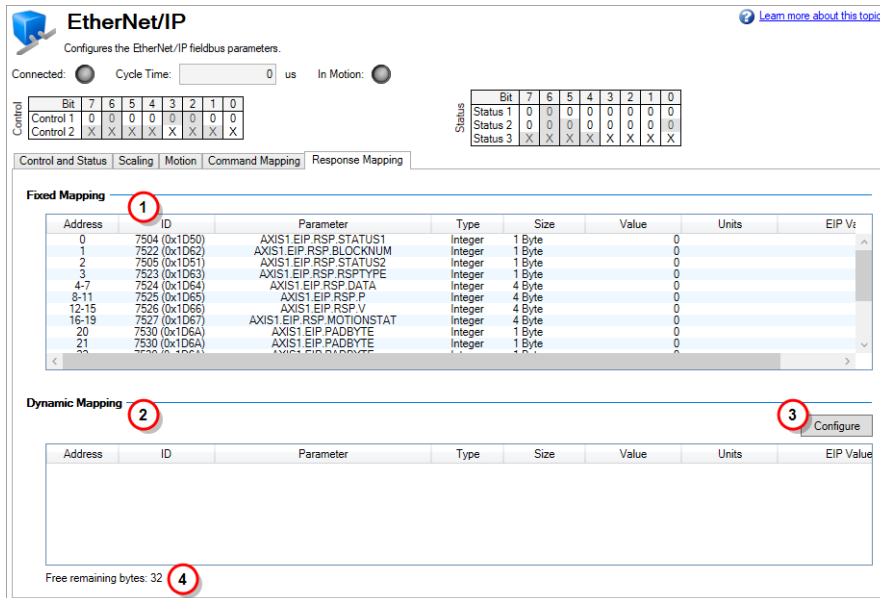 EtherNet/IP
Learn more about this topic
Configures the EtherNet/IP fieldbus parameters.
Connected: Cycle Time: 0 us In Motion:
Control
Bit 7 6 5 4 3 2 1 0
Control 1 0 0 0 0 0 0 0 0
Control 2 X X X X X X X X
Status
Bit 7 6 5 4 3 2 1 0
Status 1 0 0 0 0 0 0 0 0
Status 2 0 0 0 0 0 0 0 0
Status 3 X X X X X X X X
Control and Status Scaling Motion Command Mapping Response Mapping
Fixed Mapping
1
Address ID Parameter Type Size Value Units EIP Va
0 7504 (0x1D50) AXIS1.EIP.RSP.STATUS1 Integer 1 Byte 0
1 7522 (0x1D62) AXIS1.EIP.RSP.BLOCKNUM Integer 1 Byte 0
2 7505 (0x1D51) AXIS1.EIP.RSP.STATUS2 Integer 1 Byte 0
3 7523 (0x1D63) AXIS1.EIP.RSP.RSPTYPE Integer 1 Byte 0
4-7 7524 (0x1D64) AXIS1.EIP.RSP.DATA Integer 4 Byte 0
8-11 7525 (0x1D65) AXIS1.EIP.RSP.P Integer 4 Byte 0
12-15 7526 (0x1D66) AXIS1.EIP.RSP.V Integer 4 Byte 0
16-19 7527 (0x1D67) AXIS1.EIP.RSP.MOTIONSTAT Integer 4 Byte 0
20 7530 (0x1D6A) AXIS1.EIP.PADBYTE Integer 1 Byte 0
21 7530 (0x1D6A) AXIS1.EIP.PADBYTE Integer 1 Byte 0
Dynamic Mapping
2
3
Configure
Address ID Parameter Type Size Value Units EIP Value
Free remaining bytes: 32
4